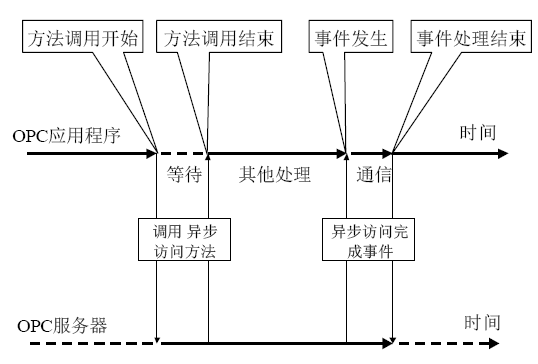 方法调用开始
方法调用结束
事件发生
事件处理结束
OPC应用程序
时间
等待
其他处理
通信
调用 异步
访问方法
异步访问完
成事件
OPC服务器
时间